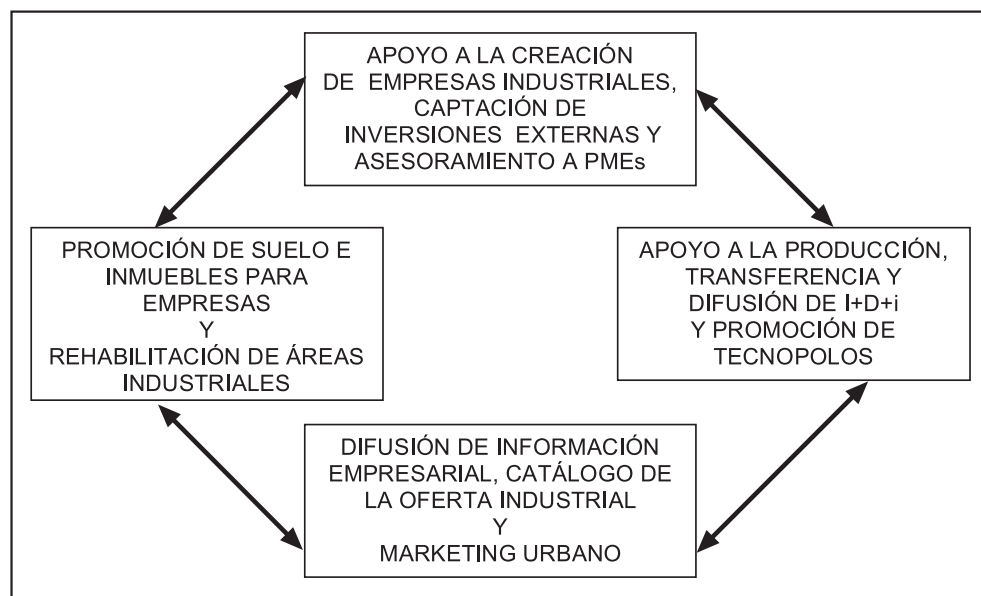 APOYO A LA CREACIÓN
DE EMPRESAS INDUSTRIALES,
CAPTACIÓN DE
INVERSIONES EXTERNAS Y
ASESORAMIENTO A PMEs
PROMOCIÓN DE SUELO E
INMUEBLES PARA
EMPRESAS
Y
REHABILITACIÓN DE ÁREAS
INDUSTRIALES
APOYO A LA PRODUCCIÓN,
TRANSFERENCIA Y
DIFUSIÓN DE I+D+i
Y PROMOCIÓN DE
TECNOPOLOS
DIFUSIÓN DE INFORMACIÓN
EMPRESARIAL, CATÁLOGO DE
LA OFERTA INDUSTRIAL
Y
MARKETING URBANO